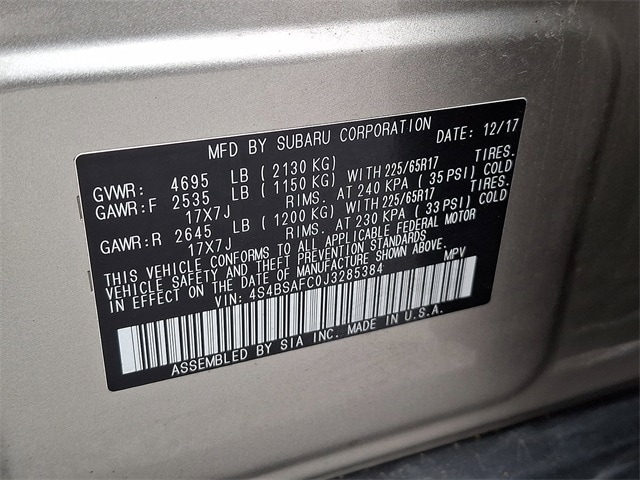 MFD BY SUBARU CORPORATION DATE: 12/17
GVWR: 4695 LB ( 2130 KG)
GAWR:F 2535 LB ( 1150 KG) WITH 225/65R17 TIRES.
17X7J RIMS. AT 240 KPA ( 35 PSI) COLD
GAWR:R 2645 LB ( 1200 KG) WITH 225/65R17 TIRES.
17X7J RIMS. AT 230 KPA ( 33 PSI) COLD
THIS VEHICLE CONFORMS TO ALL APPLICABLE FEDERAL MOTOR
VEHICLE SAFETY AND THEFT PREVENTION STANDARDS
IN EFFECT ON DATE OF MANUFACTURE SHOWN ABOVE.
VIN: 4S4BSAFC0J3285384 MPV
ASSEMBLED BY SIA INC. MADE IN U.S.A.